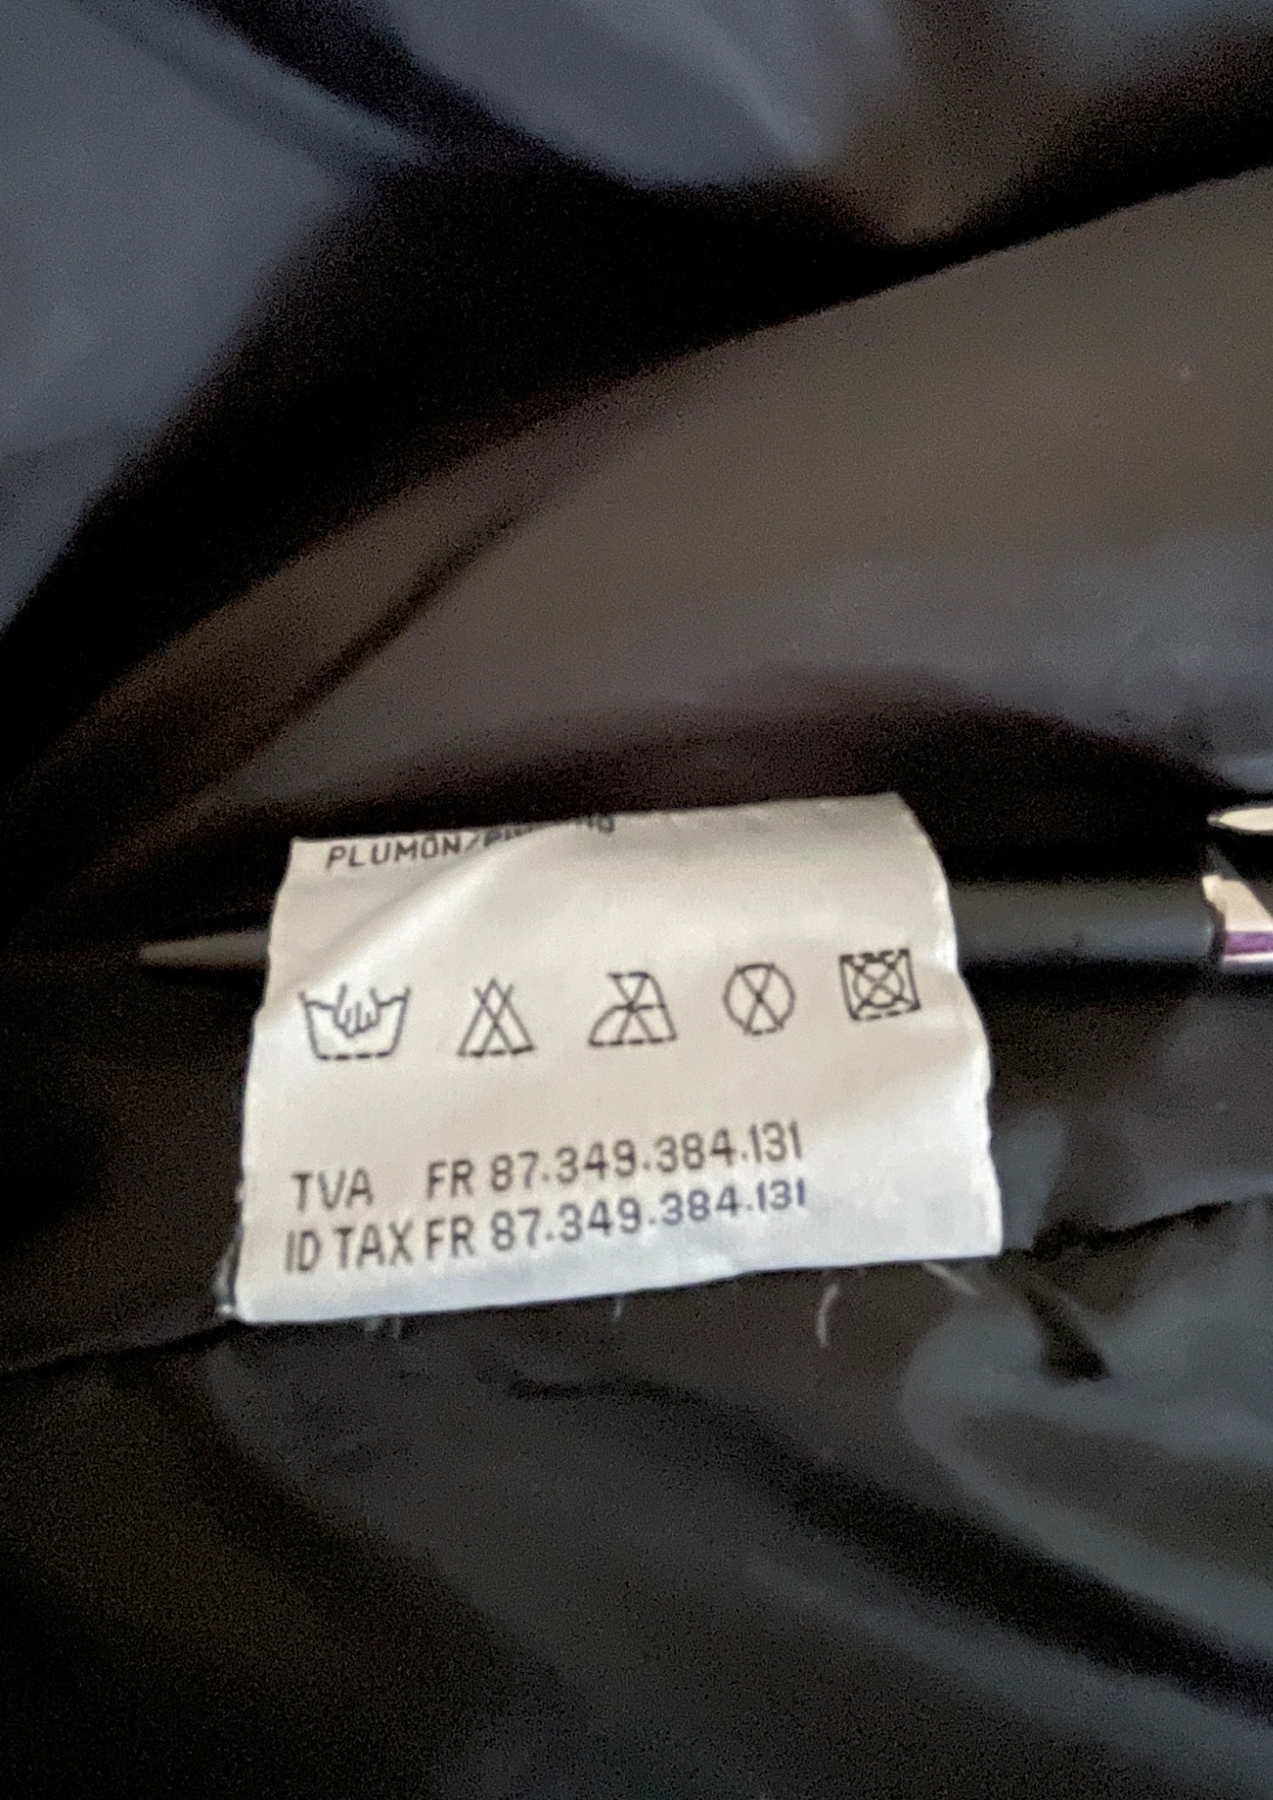 PLUMON/
TVA FR 87.349.384.131
ID TAX FR 87.349.384.131